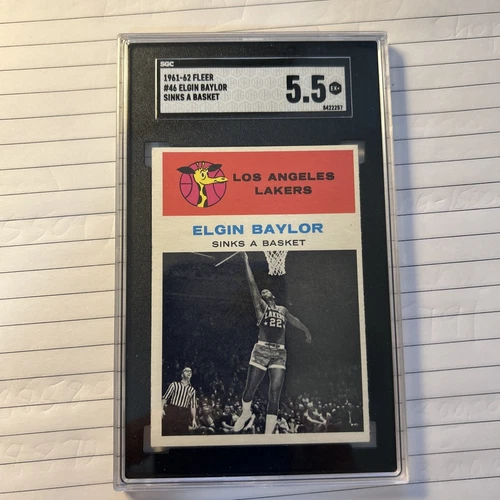 SGC
1961-62 FLEER
#46 ELGIN BAYLOR
SINKS A BASKET
5.5
EX+
8422257
LOS ANGELES
LAKERS
ELGIN BAYLOR
SINKS A BASKET
LAKERS
22